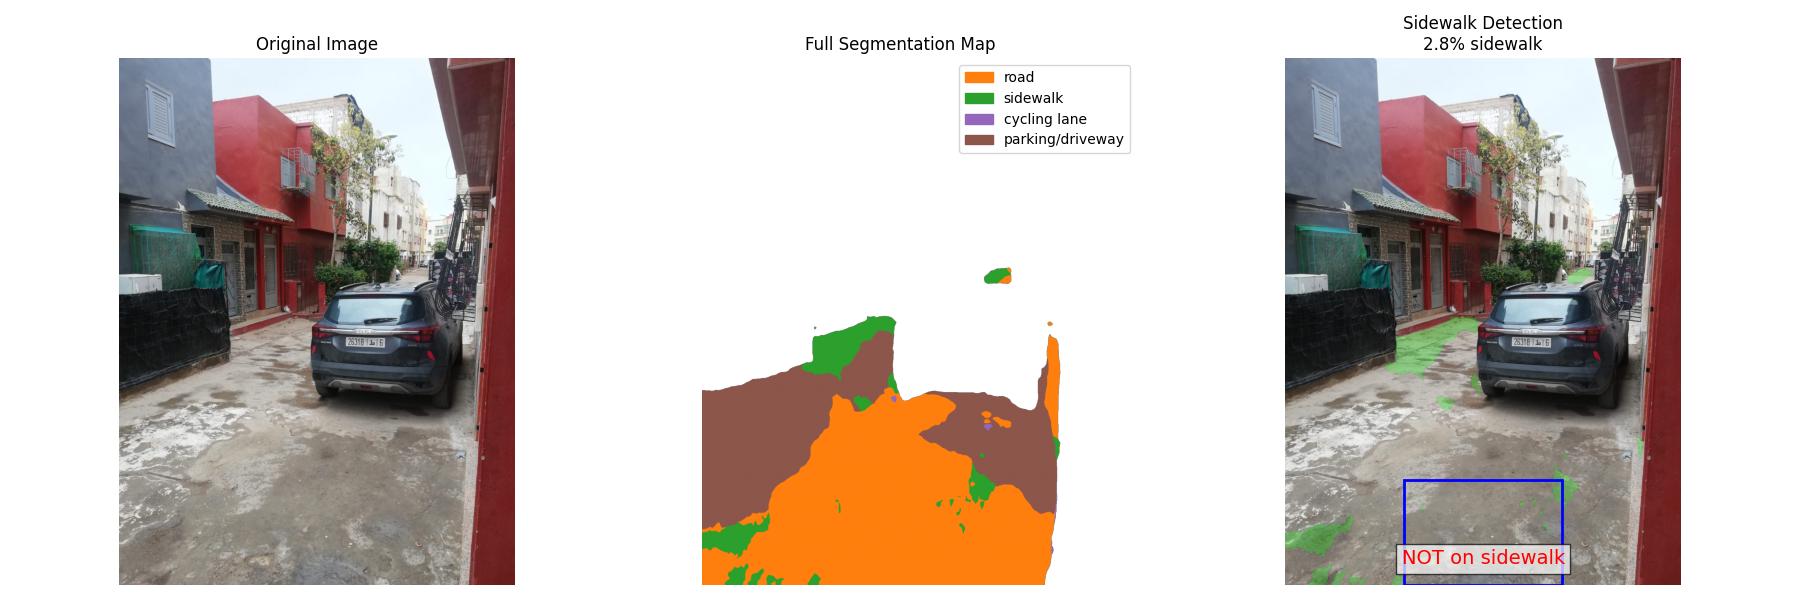 Original Image
Full Segmentation Map
road
sidewalk
cycling lane
parking/driveway
Sidewalk Detection
2.8% sidewalk
NOT on sidewalk